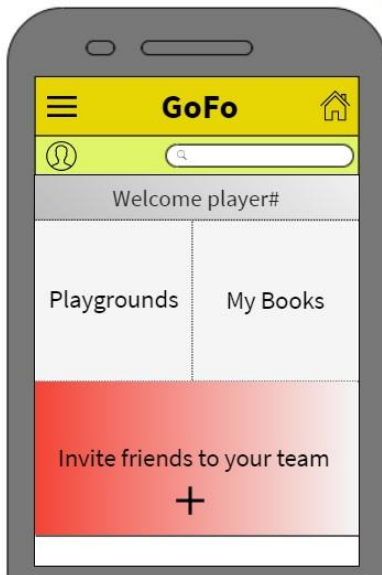 GoFo
Welcome player#
Playgrounds
My Books
Invite friends to your team
+